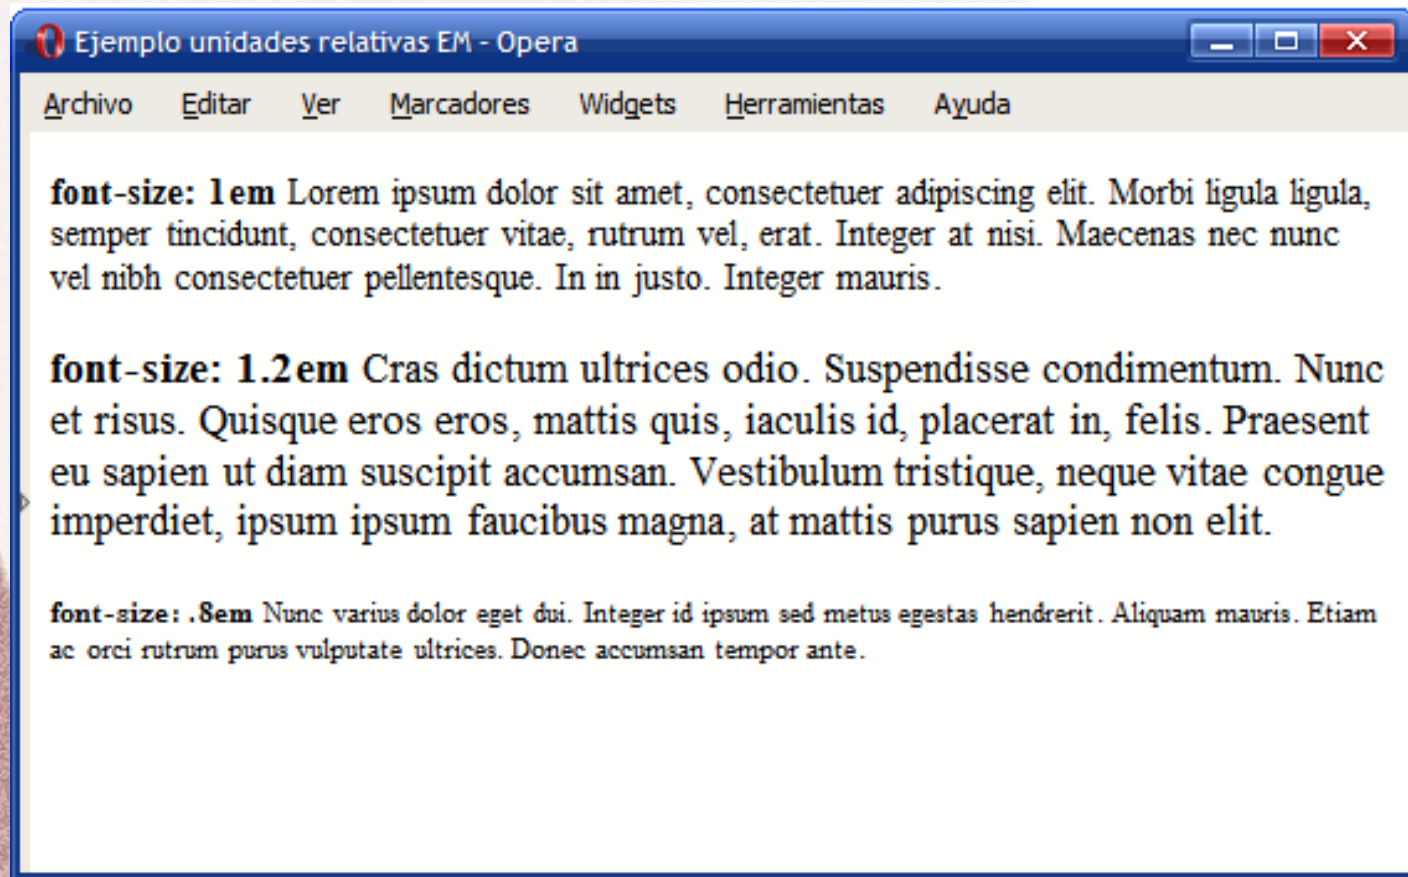 Ejemplo unidades relativas EM - Opera
Archivo Editar Ver Marcadores Widgets Herramientas Ayuda
font-size: 1em Lorem ipsum dolor sit amet, consectetuer adipiscing elit. Morbi ligula ligula,
semper tincidunt, consectetuer vitae, rutrum vel, erat. Integer at nisi. Maecenas nec nunc
vel nibh consectetuer pellentesque. In in justo. Integer mauris.
font-size: 1.2em Cras dictum ultrices odio. Suspendisse condimentum. Nunc
et risus. Quisque eros eros, mattis quis, iaculis id, placerat in, felis. Praesent
eu sapien ut diam suscipit accumsan. Vestibulum tristique, neque vitae congue
imperdiet, ipsum ipsum faucibus magna, at mattis purus sapien non elit.
font-size: .8em Nunc varius dolor eget dui. Integer id ipsum sed metus egestas hendrerit. Aliquam mauris. Etiam
ac orci rutrum purus vulputate ultrices. Donec accumsan tempor ante.